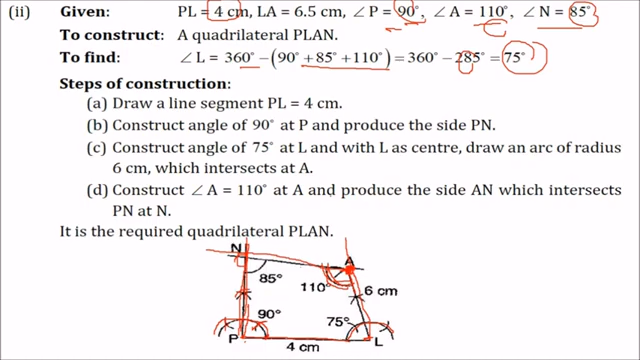 (ii) Given: PL = 4 cm, LA = 6.5 cm, ∠P = 90°, ∠A = 110°, ∠N = 85°
To construct: A quadrilateral PLAN.
To find: ∠L = 360° − (90° + 85° + 110°) = 360° − 285° = 75°
Steps of construction:
(a) Draw a line segment PL = 4 cm.
(b) Construct angle of 90° at P and produce the side PN.
(c) Construct angle of 75° at L and with L as centre, draw an arc of radius
6 cm, which intersects at A.
(d) Construct ∠A = 110° at A and produce the side AN which intersects
PN at N.
It is the required quadrilateral PLAN.
N
A
85°
110°
6 cm
90°
75°
P
4 cm
L